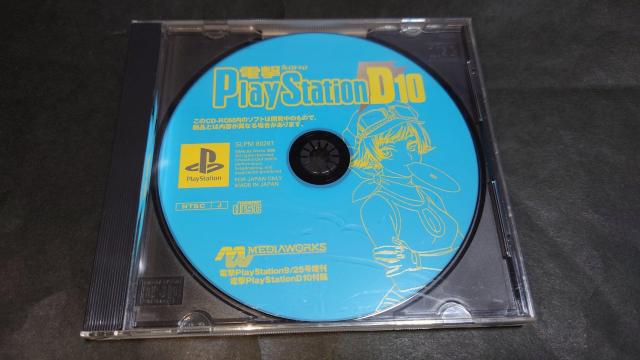 電撃
PlayStation D10
このCD-ROM内のソフトは開発中のもので、
製品とは内容が異なる場合があります。
SLPM 80281
All rights reserved.
FOR JAPAN ONLY
MADE IN JAPAN
PlayStation
NTSC J
MW MEDIAWORKS
電撃PlayStation9/25号増刊
電撃PlayStationD10付録